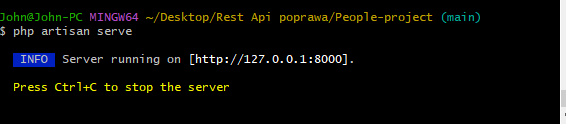 John@John-PC MINGW64 ~/Desktop/Rest Api poprawa/People-project (main)
$ php artisan serve
INFO Server running on [http://127.0.0.1:8000].
Press Ctrl+C to stop the server